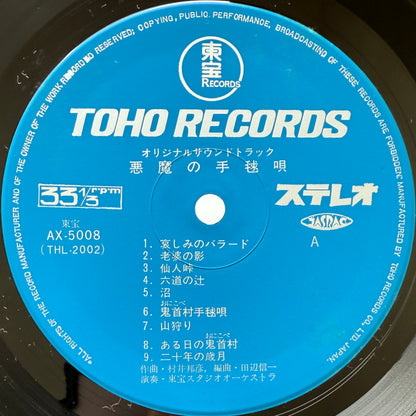 *ALL RIGHTS OF THE RECORD MANUFACTURER AND OF THE OWNER OF THE WORK RECORDED RESERVED; COPYING, PUBLIC PERFORMANCE, BROADCASTING OF THESE RECORDS ARE FORBIDDEN! MANUFACTURED BY TOHO RECORDS CO., LTD. JAPAN.
東宝
RECORDS
TOHO RECORDS
オリジナルサウンドトラック
悪魔の手毬唄
33 1/3 rpm
ステレオ
東宝
AX-5008
(THL-2002)
JASRAC
A
1. 哀しみのバラード
2. 老婆の影
3. 仙人峠
4. 六道の辻
5. 沼
おにこべ
6. 鬼首村手毬唄
7. 山狩り
おにこべ
8. ある日の鬼首村
9. 二十年の歳月
作曲・村井邦彦, 編曲・田辺信一
演奏・東宝スタジオオーケストラ